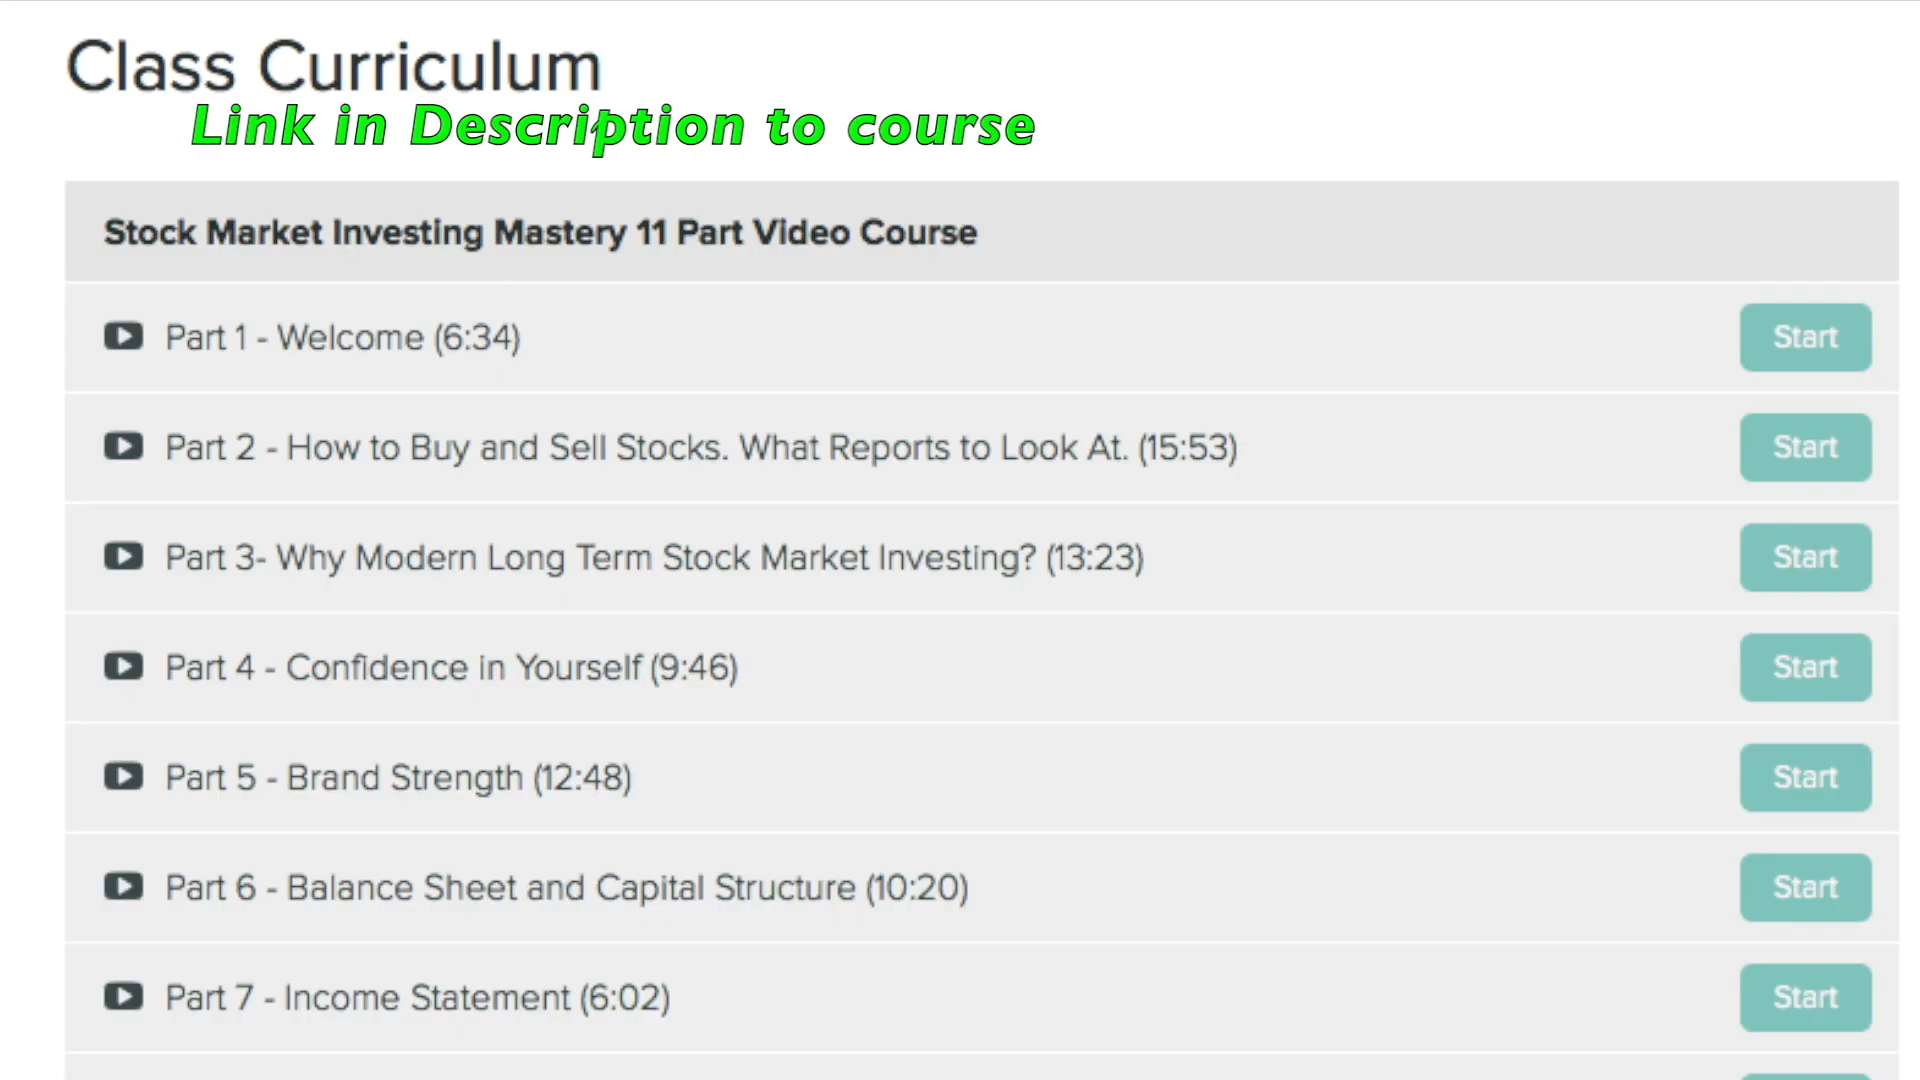 Class Curriculum
Link in Description to course
Stock Market Investing Mastery 11 Part Video Course
Part 1 - Welcome (6:34)
Start
Part 2 - How to Buy and Sell Stocks. What Reports to Look At. (15:53)
Start
Part 3- Why Modern Long Term Stock Market Investing? (13:23)
Start
Part 4 - Confidence in Yourself (9:46)
Start
Part 5 - Brand Strength (12:48)
Start
Part 6 - Balance Sheet and Capital Structure (10:20)
Start
Part 7 - Income Statement (6:02)
Start